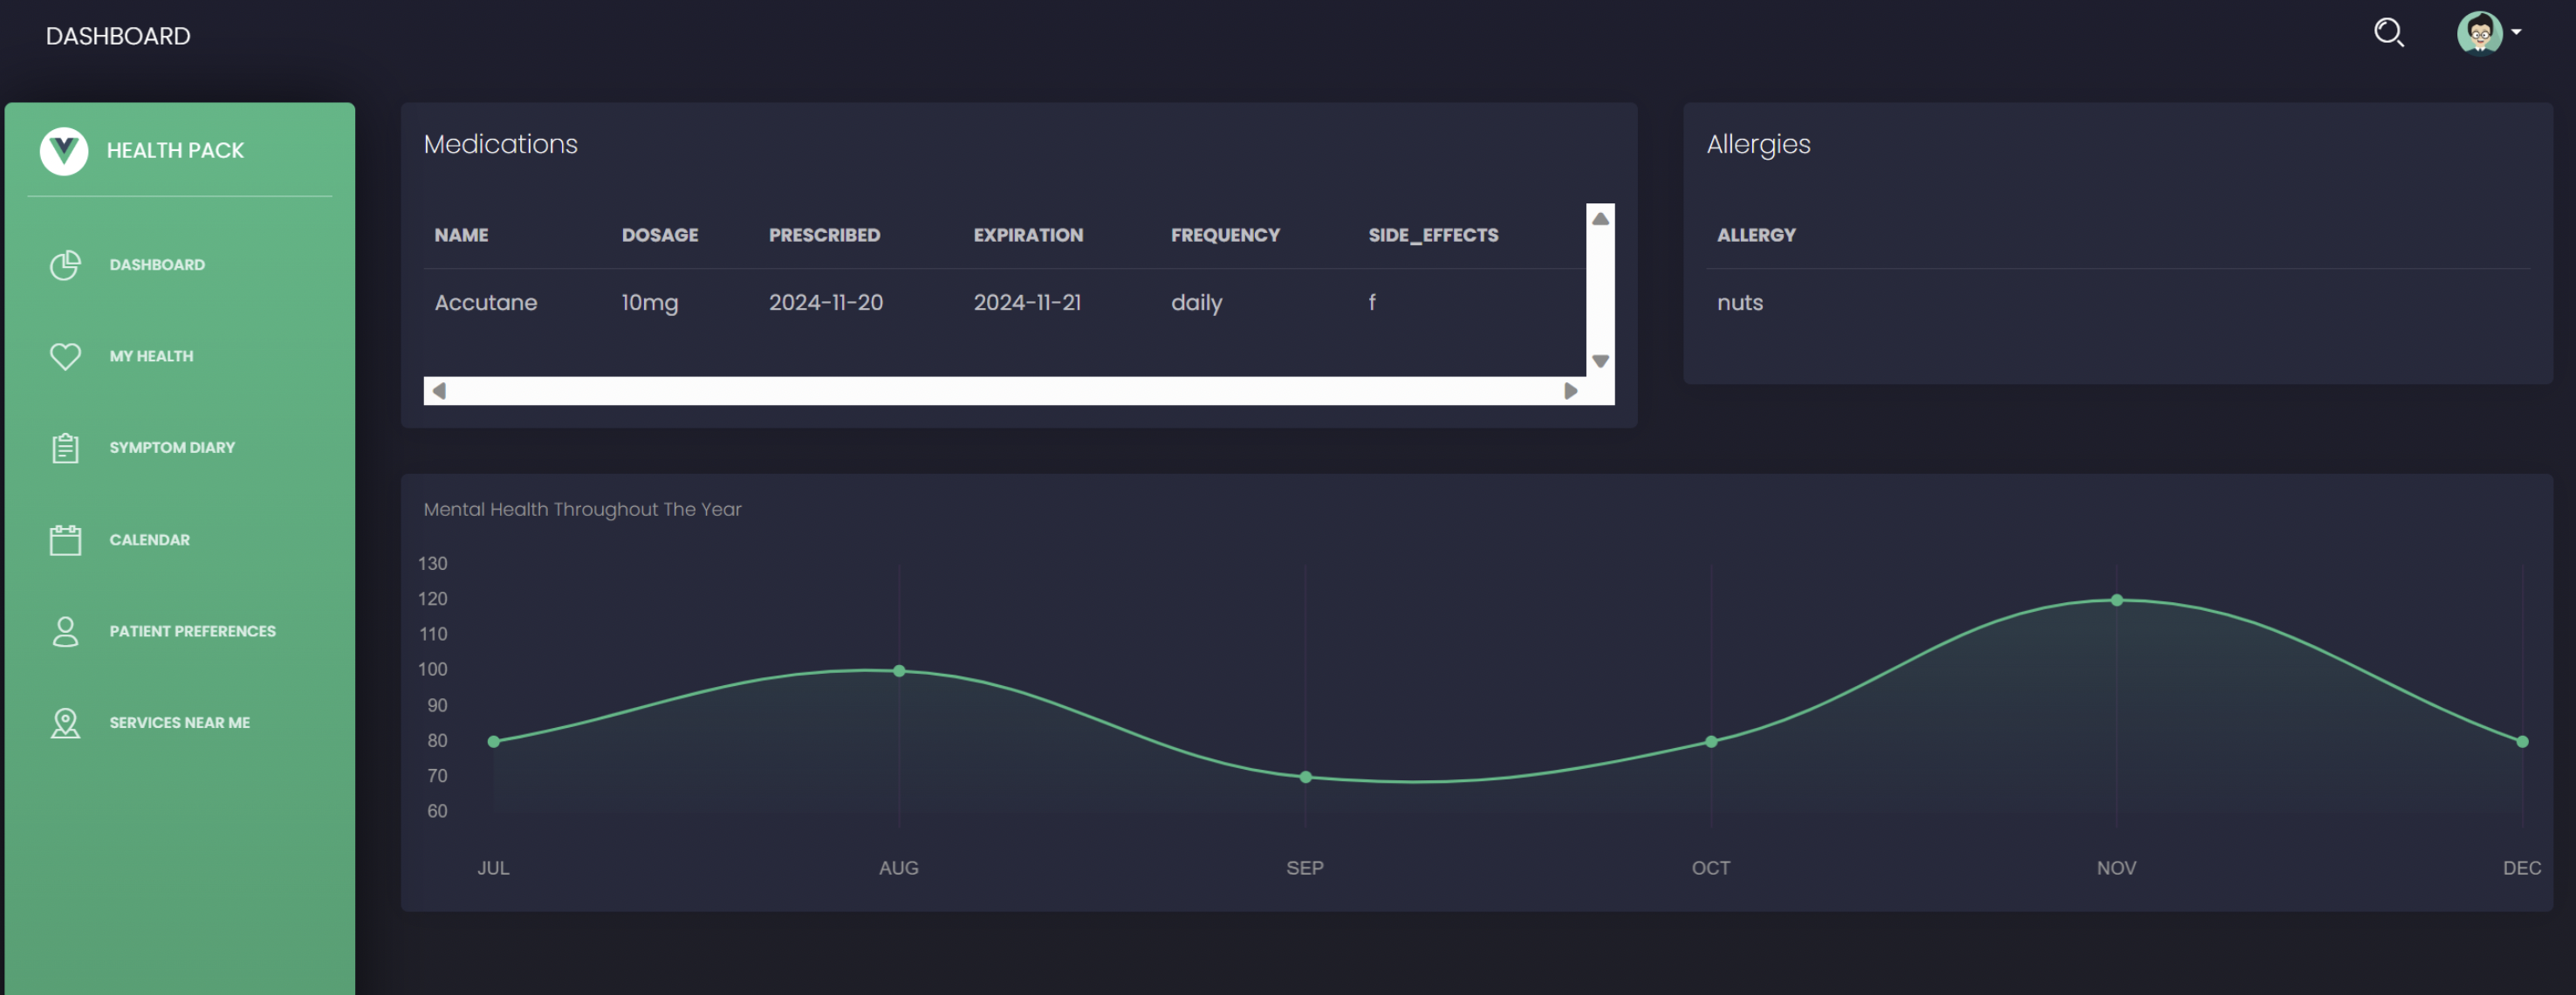 DASHBOARD
HEALTH PACK
DASHBOARD
MY HEALTH
SYMPTOM DIARY
CALENDAR
PATIENT PREFERENCES
SERVICES NEAR ME
Medications
NAME DOSAGE PRESCRIBED EXPIRATION FREQUENCY SIDE_EFFECTS
Accutane 10mg 2024-11-20 2024-11-21 daily f
Allergies
ALLERGY
nuts
Mental Health Throughout The Year
130
120
110
100
90
80
70
60
JUL AUG SEP OCT NOV DEC